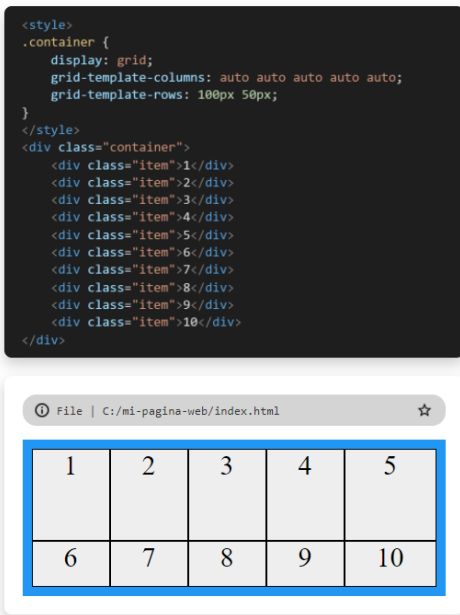 <style>
.container {
    display: grid;
    grid-template-columns: auto auto auto auto auto;
    grid-template-rows: 100px 50px;
}
</style>
<div class="container">
    <div class="item">1</div>
    <div class="item">2</div>
    <div class="item">3</div>
    <div class="item">4</div>
    <div class="item">5</div>
    <div class="item">6</div>
    <div class="item">7</div>
    <div class="item">8</div>
    <div class="item">9</div>
    <div class="item">10</div>
</div>
File | C:/mi-pagina-web/index.html
1 2 3 4 5
6 7 8 9 10